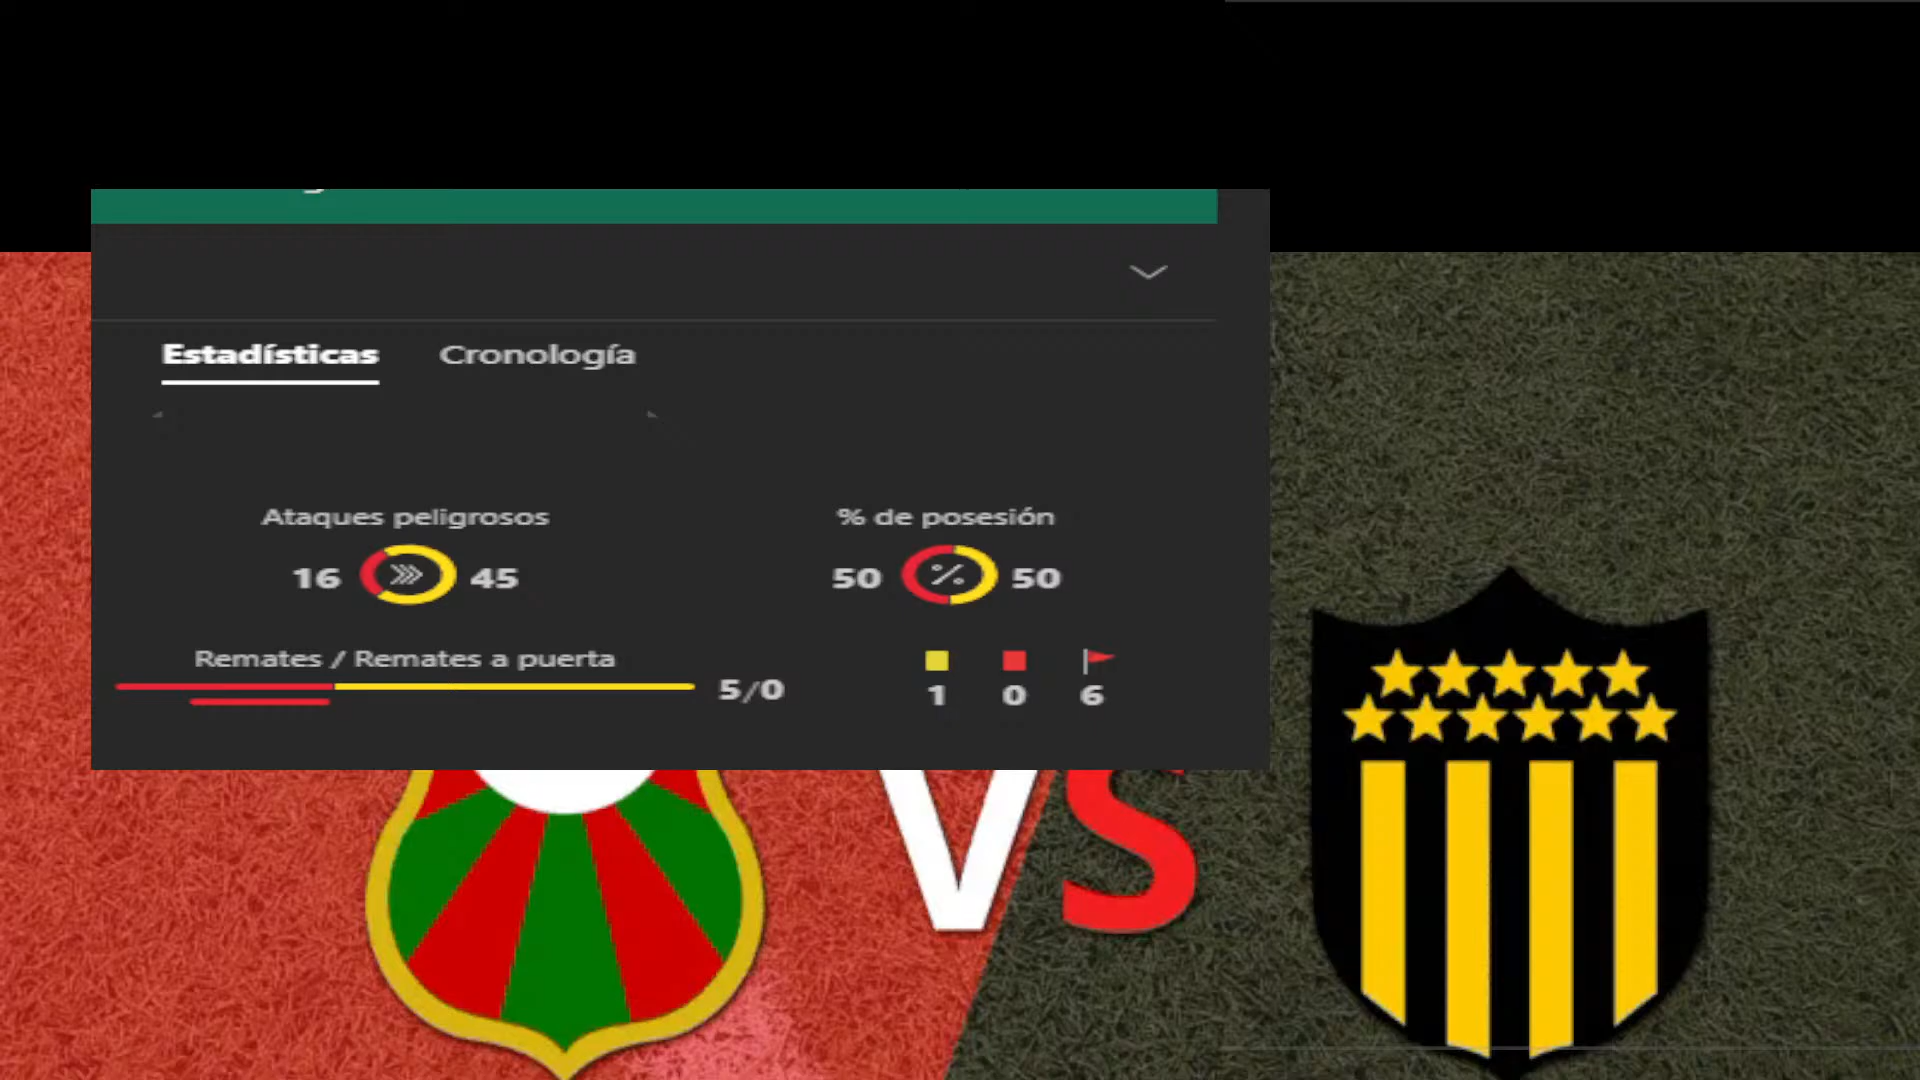 Estadísticas Cronología
Ataques peligrosos % de posesión
16 45 50 % 50
Remates / Remates a puerta
5/0 1 0 6
VS